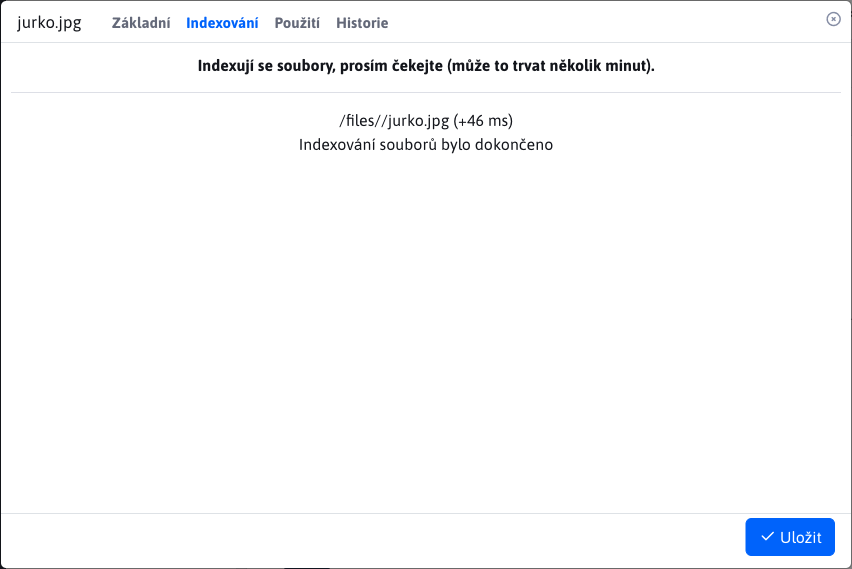 jurko.jpg Základní Indexování Použití Historie
Indexují se soubory, prosím čekejte (může to trvat několik minut).
/files//jurko.jpg (+46 ms)
Indexování souborů bylo dokončeno
Uložit